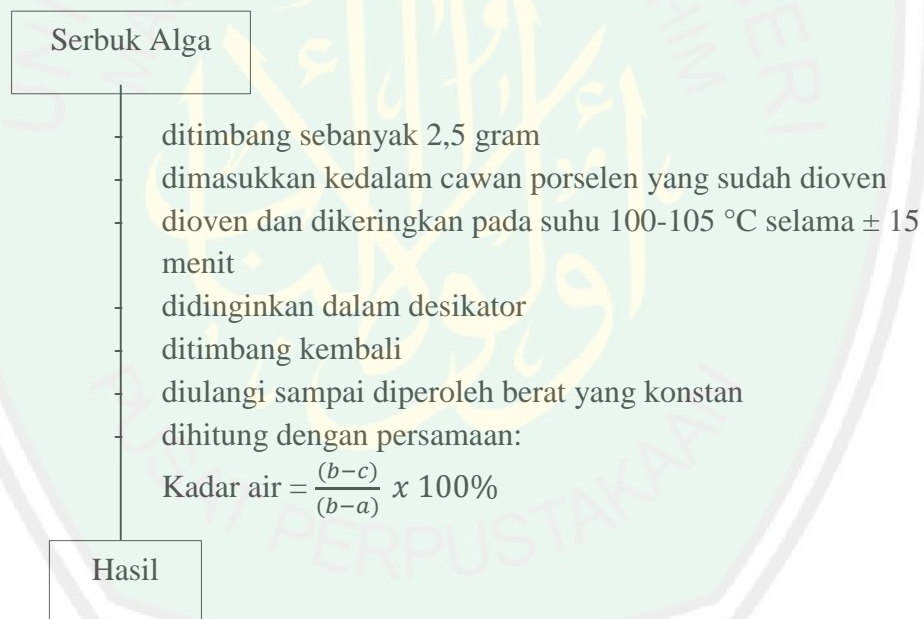 Serbuk Alga
- ditimbang sebanyak 2,5 gram
- dimasukkan kedalam cawan porselen yang sudah dioven
- dioven dan dikeringkan pada suhu 100-105 °C selama ± 15
menit
- didinginkan dalam desikator
- ditimbang kembali
- diulangi sampai diperoleh berat yang konstan
- dihitung dengan persamaan:
Kadar air = (b−c)/(b−a) x 100%
Hasil
PUSAT PERPUSTAKAAN